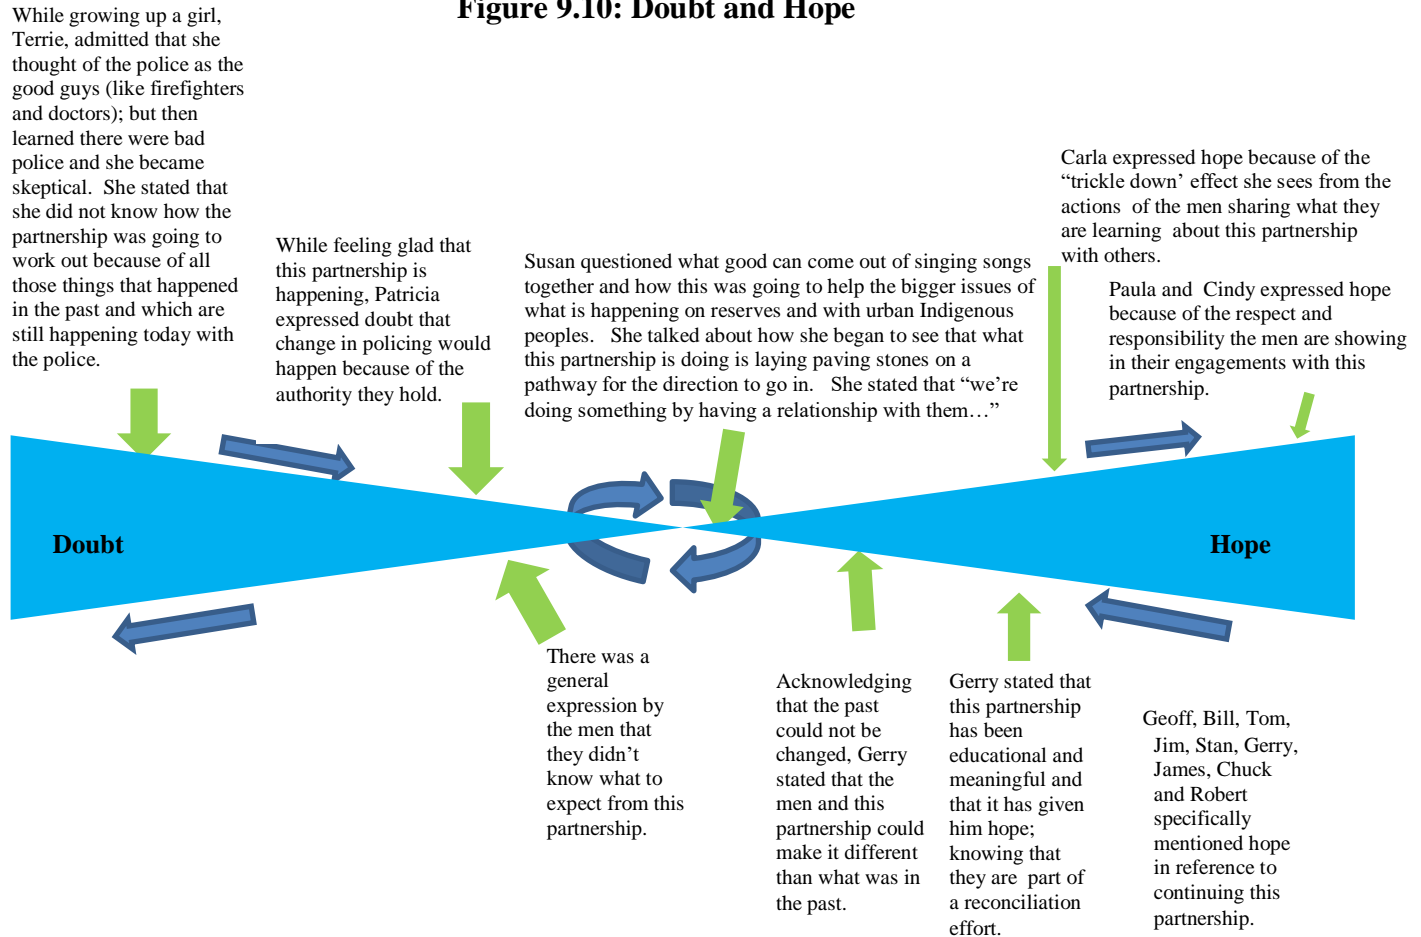 Figure 9.10: Doubt and Hope
While growing up a girl,
Terrie, admitted that she
thought of the police as the
good guys (like firefighters
and doctors); but then
learned there were bad
police and she became
skeptical.  She stated that
she did not know how the
partnership was going to
work out because of all
those things that happened
in the past and which are
still happening today with
the police.
While feeling glad that
this partnership is
happening, Patricia
expressed doubt that
change in policing would
happen because of the
authority they hold.
Susan questioned what good can come out of singing songs
together and how this was going to help the bigger issues of
what is happening on reserves and with urban Indigenous
peoples.   She talked about how she began to see that what
this partnership is doing is laying paving stones on a
pathway for the direction to go in.   She stated that “we’re
doing something by having a relationship with them…”
Carla expressed hope because of the
“trickle down’ effect she sees from the
actions  of the men sharing what they
are learning  about this partnership
with others.
Paula and  Cindy expressed hope
because of the respect and
responsibility the men are showing
in their engagements with this
partnership.
Doubt
Hope
There was a
general
expression by
the men that
they didn’t
know what to
expect from this
partnership.
Acknowledging
that the past
could not be
changed, Gerry
stated that the
men and this
partnership could
make it different
than what was in
the past.
Gerry stated that
this partnership
has been
educational and
meaningful and
that it has given
him hope;
knowing that
they are  part of
a reconciliation
effort.
Geoff, Bill, Tom,
Jim, Stan, Gerry,
James, Chuck
and Robert
specifically
mentioned hope
in reference to
continuing this
partnership.